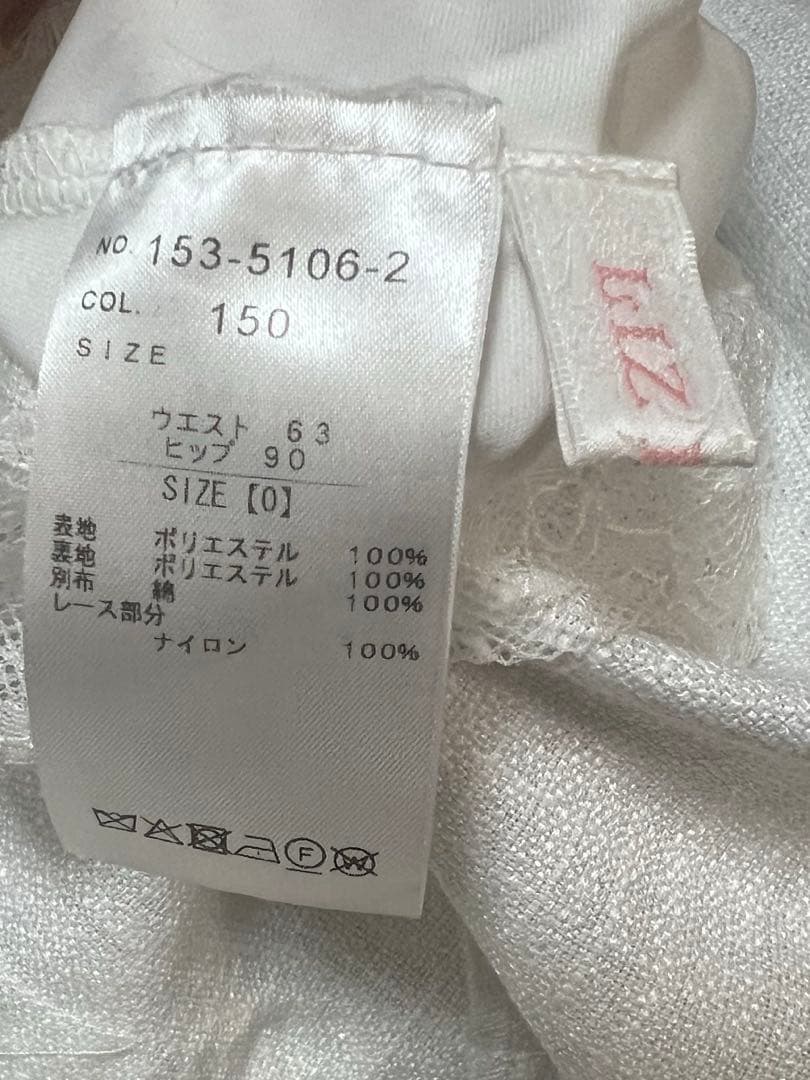 NO. 153-5106-2
COL. 150
SIZE
ウエスト 63
ヒップ 90
SIZE【0】
表地 ポリエステル 100%
裏地 ポリエステル 100%
別布 綿 100%
レース部分
ナイロン 100%
F
W
LIZ